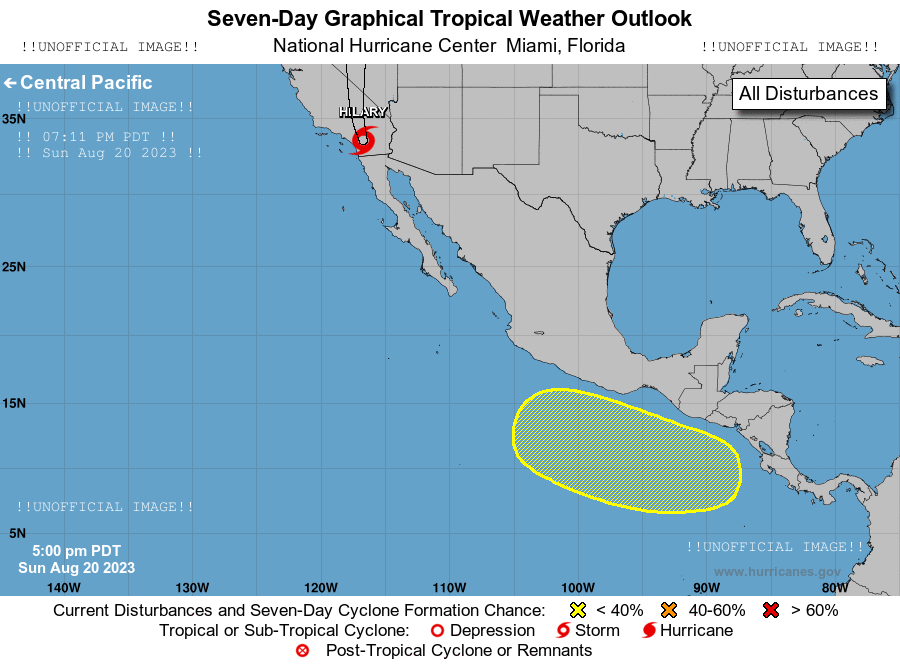 Seven-Day Graphical Tropical Weather Outlook
!!UNOFFICIAL IMAGE!!
National Hurricane Center Miami, Florida
!!UNOFFICIAL IMAGE!!
← Central Pacific
All Disturbances
!!UNOFFICIAL IMAGE!!
HILARY
35N
!! 07:11 PM PDT !!
!! Sun Aug 20 2023 !!
25N
15N
!!UNOFFICIAL IMAGE!!
5N
!!UNOFFICIAL IMAGE!!
5:00 pm PDT
Sun Aug 20 2023
www.hurricanes.gov
140W 130W 120W 110W 100W 90W 80W
Current Disturbances and Seven-Day Cyclone Formation Chance: < 40% 40-60% > 60%
Tropical or Sub-Tropical Cyclone: Depression Storm Hurricane
Post-Tropical Cyclone or Remnants